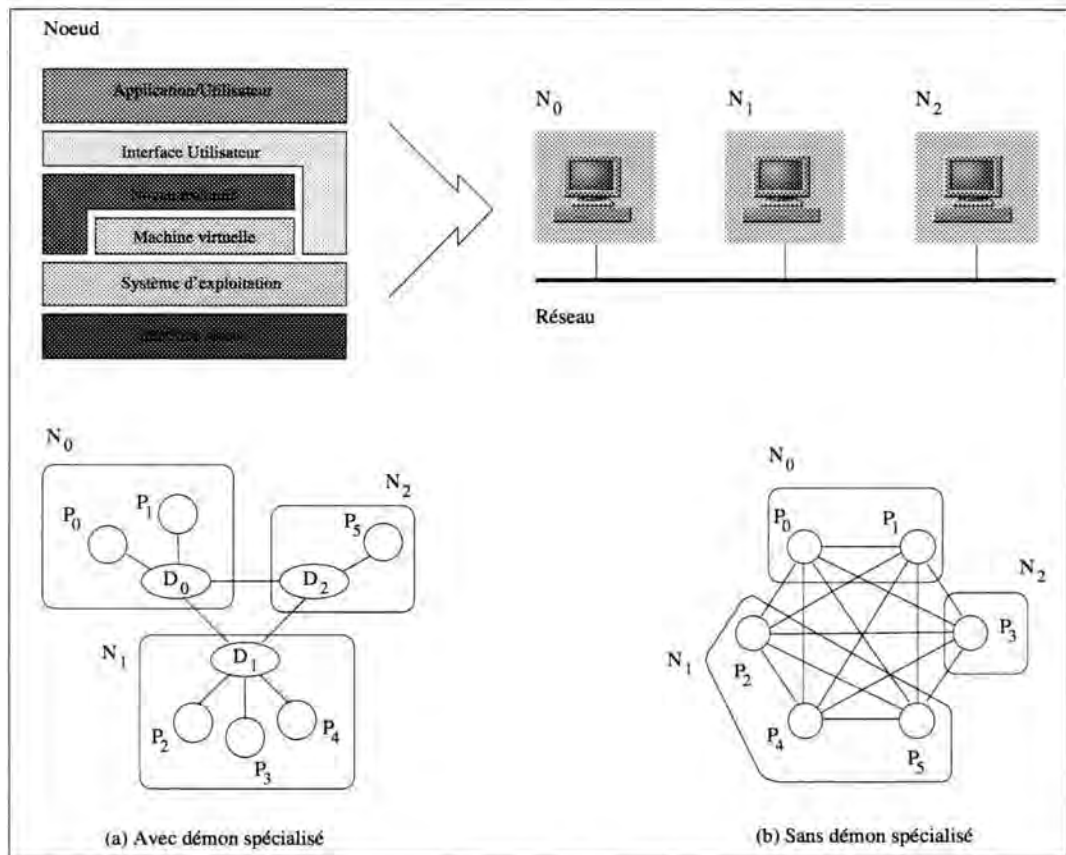 Noeud
Application/Utilisateur
Interface Utilisateur
Machine virtuelle
Système d'exploitation
N0
N1
N2
Réseau
N0
P0
P1
D0
N2
P5
D2
N1
D1
P2
P3
P4
(a) Avec démon spécialisé
N0
P0
P1
N2
P3
N1
P2
P4
P5
(b) Sans démon spécialisé